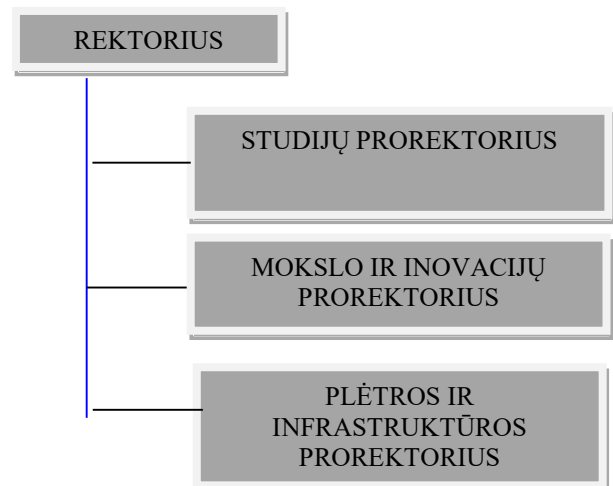 REKTORIUS
STUDIJŲ PROREKTORIUS
MOKSLO IR INOVACIJŲ
PROREKTORIUS
PLĖTROS IR
INFRASTRUKTŪROS
PROREKTORIUS